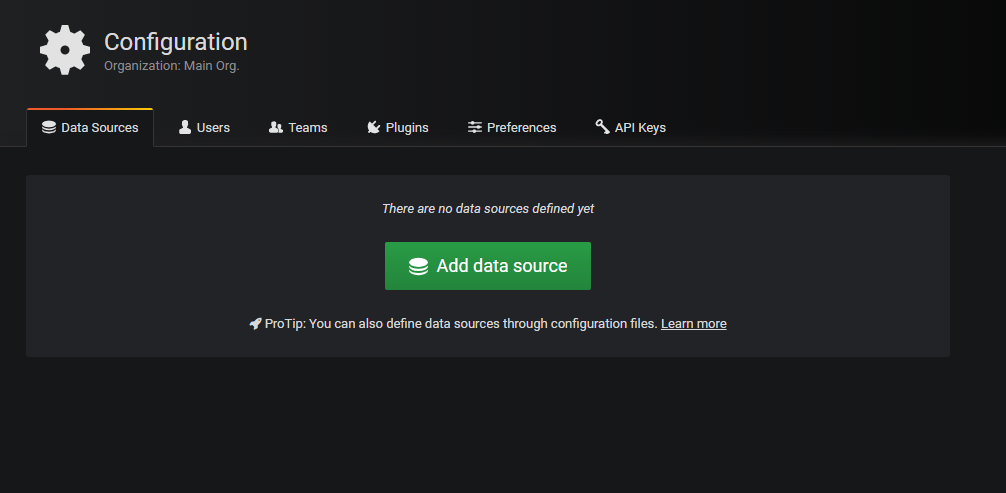 Configuration
Organization: Main Org.
Data Sources Users Teams Plugins Preferences API Keys
There are no data sources defined yet
Add data source
ProTip: You can also define data sources through configuration files. Learn more